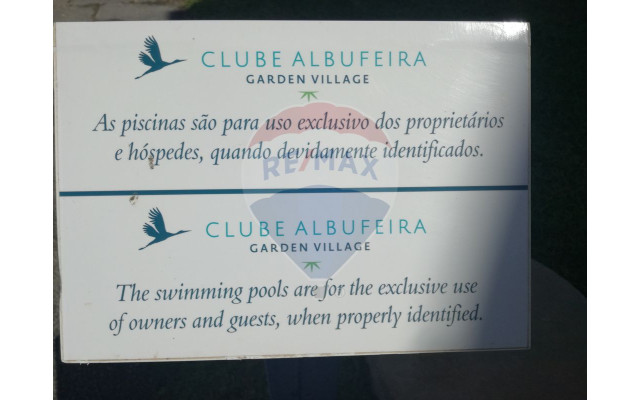 CLUBE ALBUFEIRA
GARDEN VILLAGE
As piscinas são para uso exclusivo dos proprietários
e hóspedes, quando devidamente identificados.
RE/MAX
CLUBE ALBUFEIRA
GARDEN VILLAGE
The swimming pools are for the exclusive use
of owners and guests, when properly identified.